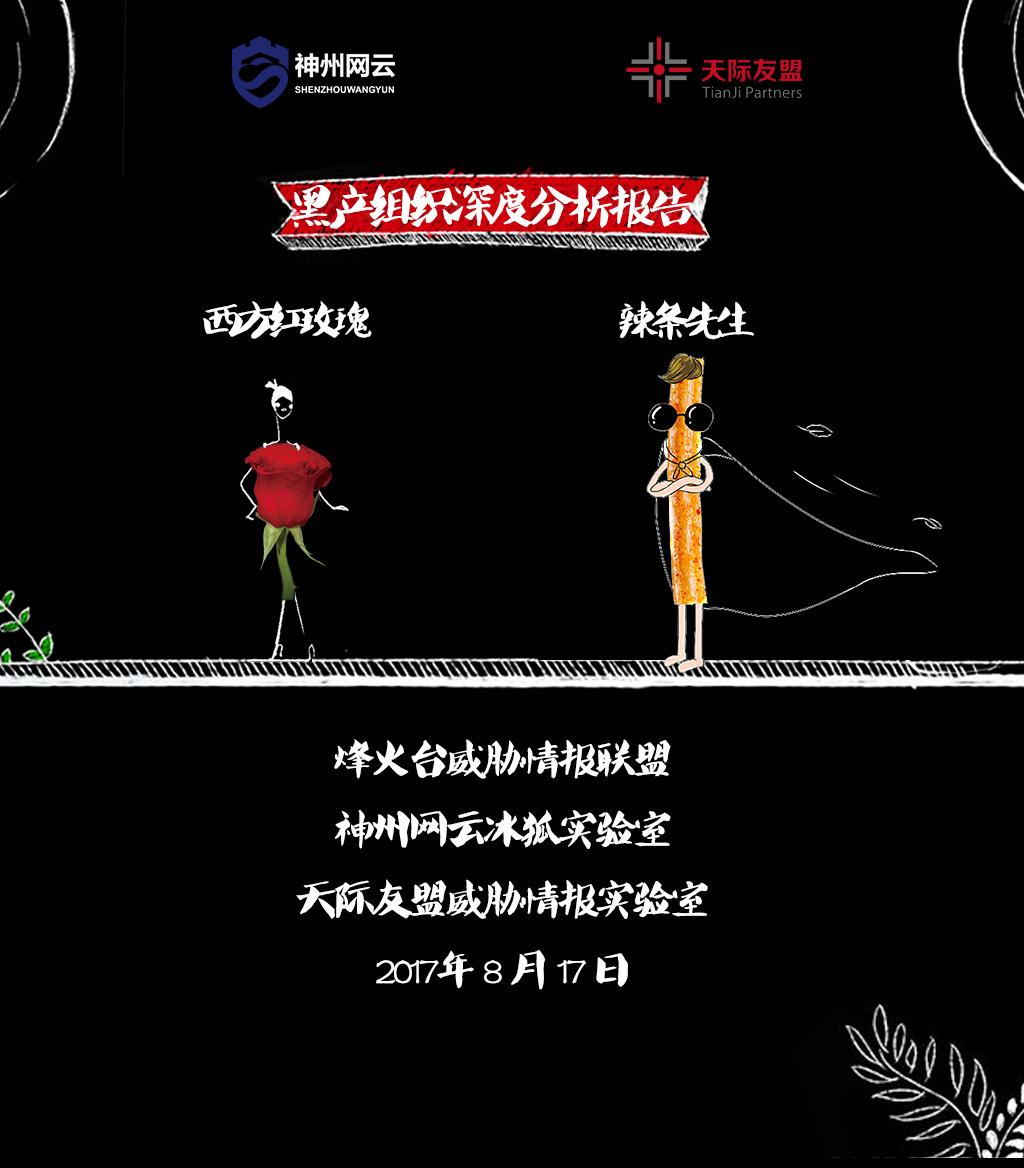 神州网云
SHENZHOUWANGYUN
天际友盟
TianJi Partners
黑产组织深度分析报告
西方红玫瑰
辣条先生
烽火台威胁情报联盟
神州网云冰狐实验室
天际友盟威胁情报实验室
2017年 8 月 17 日